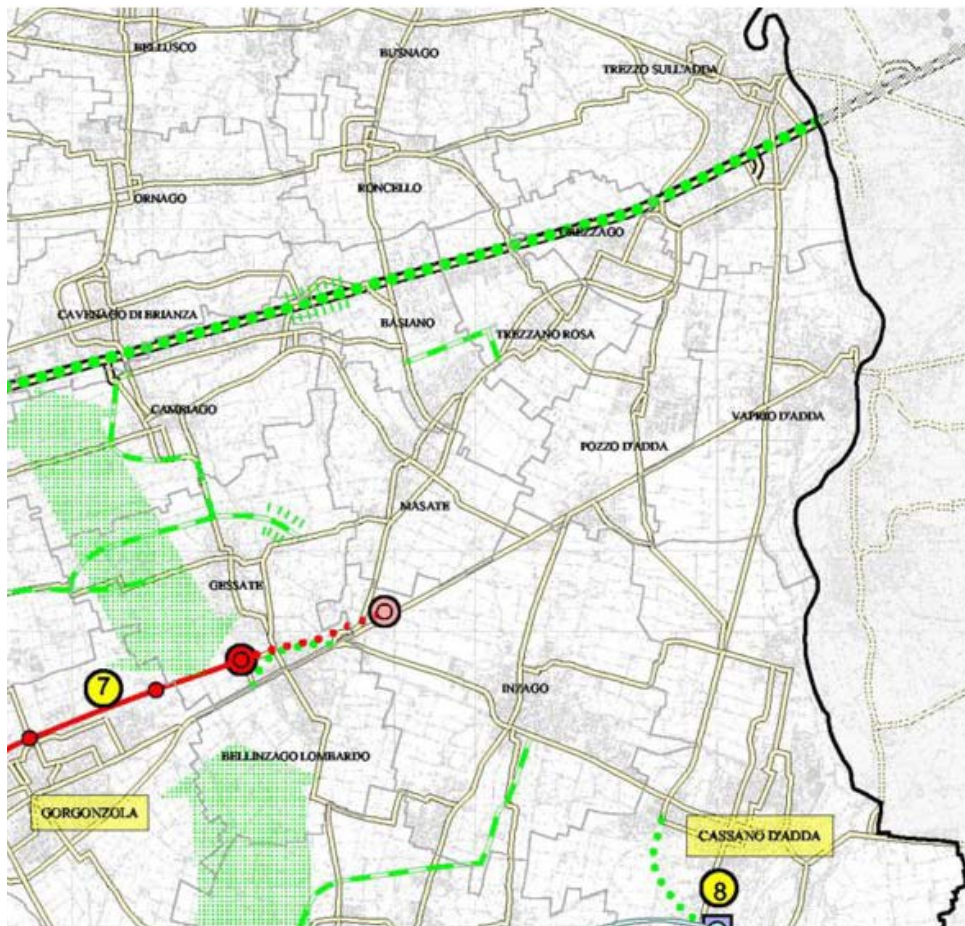 BELLUSCO
BUSNAGO
TREZZO SULL'ADDA
RONCELLO
ORNAGO
GREZZAGO
CAVENAGO DI BRIANZA
BASIANO
TREZZANO ROSA
CAMBIAGO
VAPRIO D'ADDA
POZZO D'ADDA
MASATE
GESSATE
7
INZAGO
BELLINZAGO LOMBARDO
GORGONZOLA
CASSANO D'ADDA
8